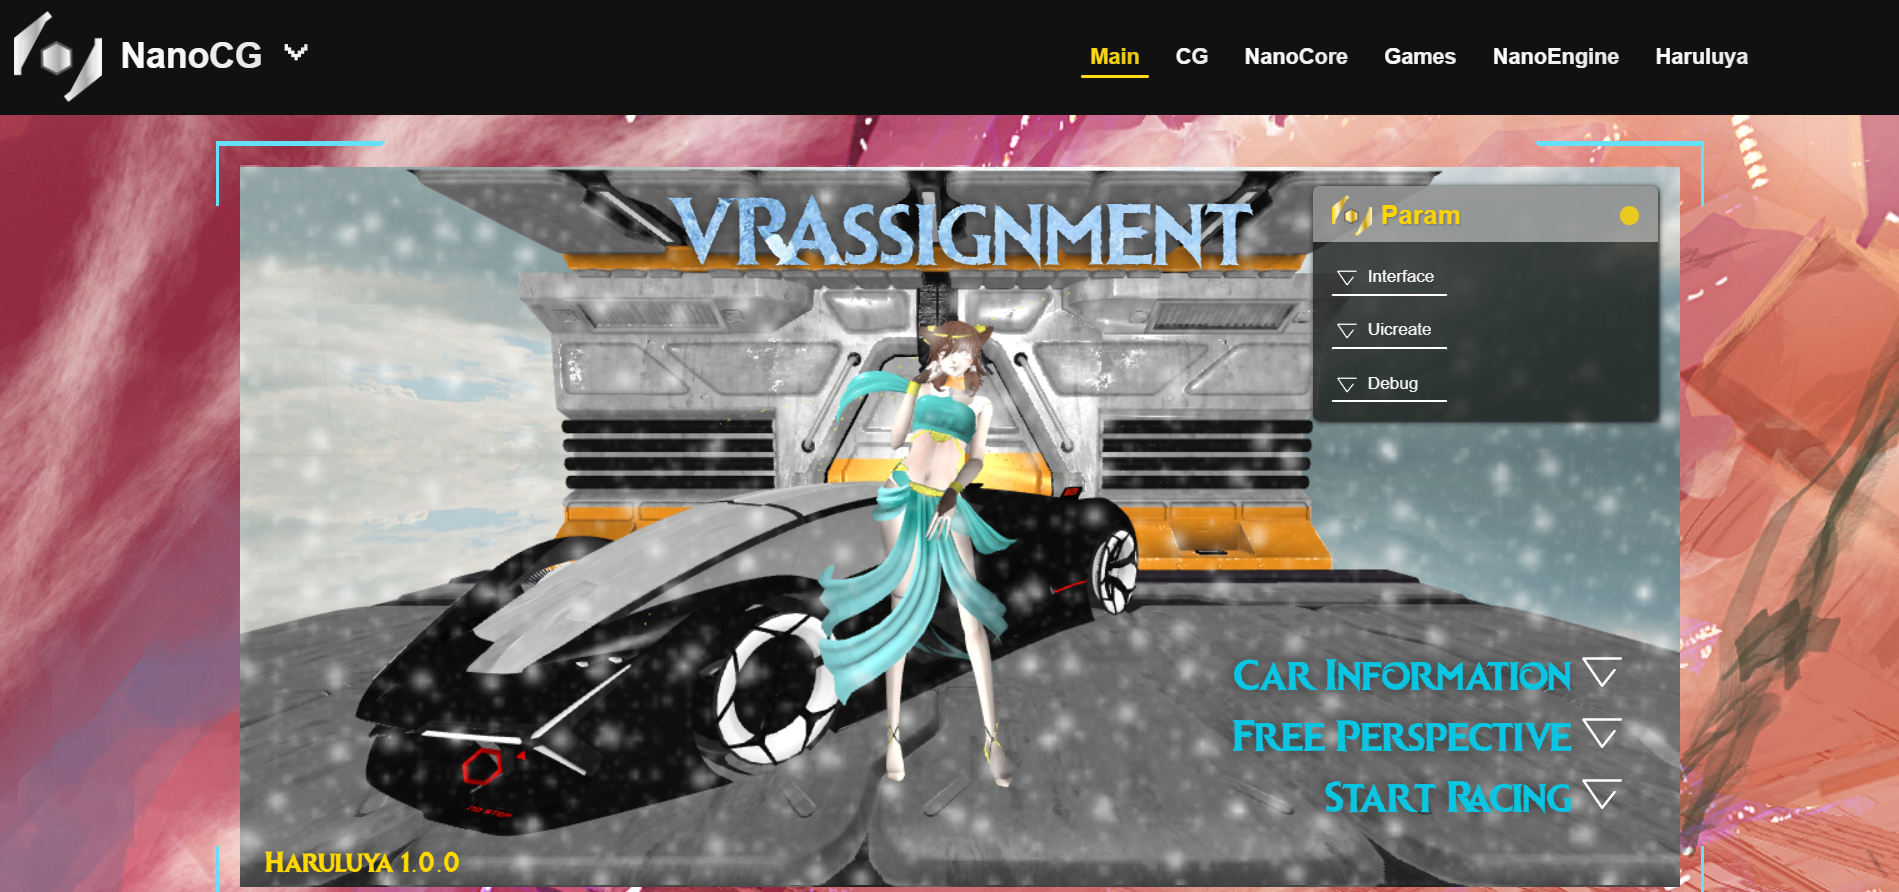 NanoCG
Main CG NanoCore Games NanoEngine Haruluya
VRASSIGNMENT
Param
Interface
Uicreate
Debug
CAR INFORMATION
FREE PERSPECTIVE
START RACING
HARULUYA 1.0.0